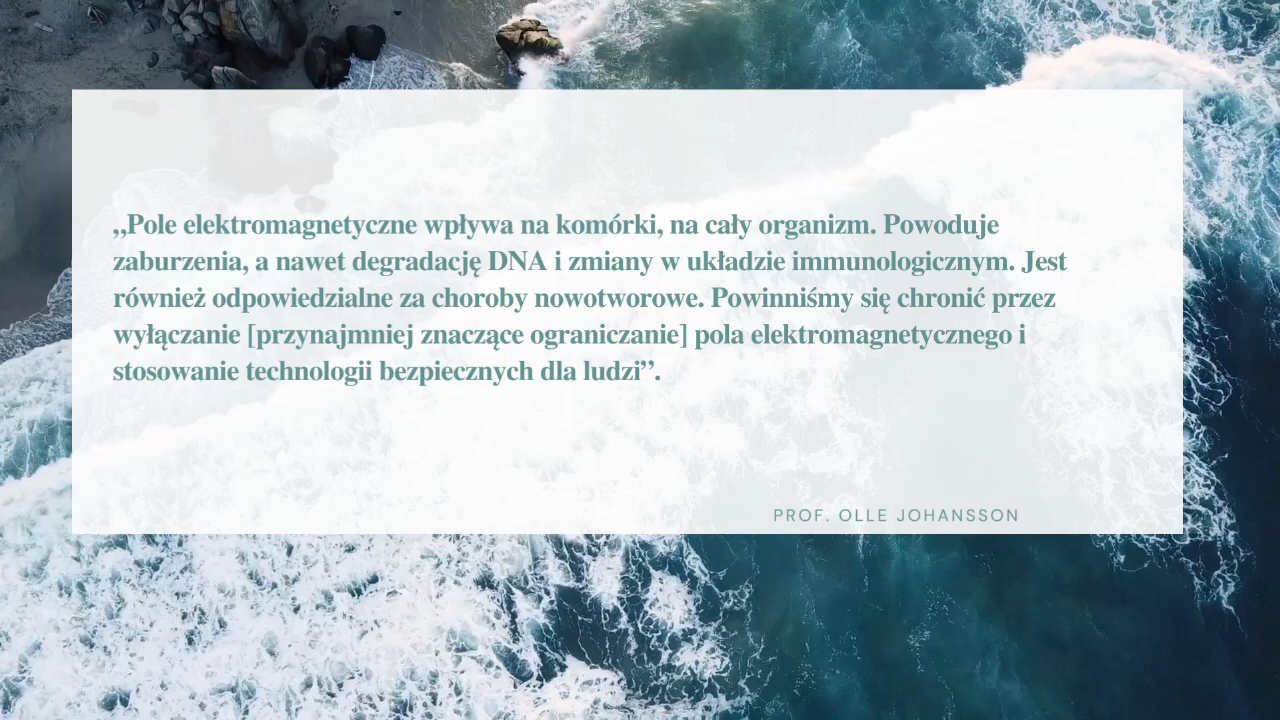 „Pole elektromagnetyczne wpływa na komórki, na cały organizm. Powoduje
zaburzenia, a nawet degradację DNA i zmiany w układzie immunologicznym. Jest
również odpowiedzialne za choroby nowotworowe. Powinniśmy się chronić przez
wyłączanie [przynajmniej znaczące ograniczanie] pola elektromagnetycznego i
stosowanie technologii bezpiecznych dla ludzi”.
PROF. OLLE JOHANSSON